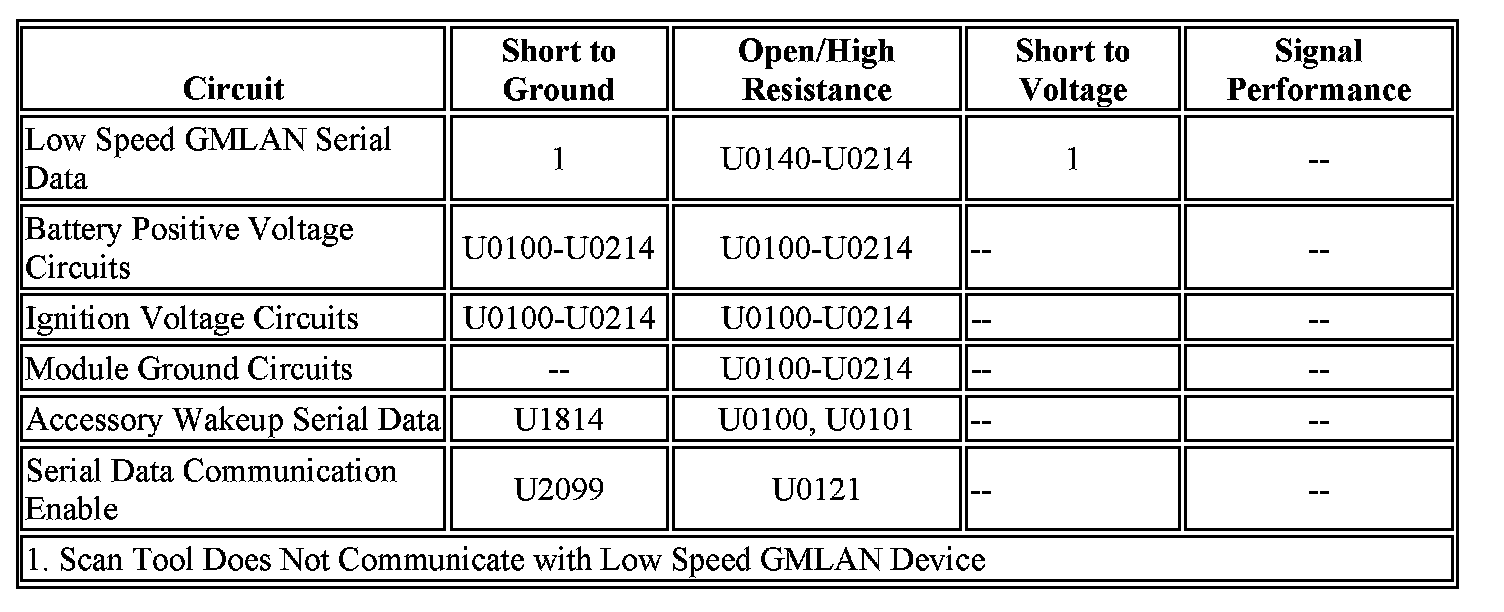 Circuit Short to Ground Open/High Resistance Short to Voltage Signal Performance
Low Speed GMLAN Serial Data 1 U0140-U0214 1 --
Battery Positive Voltage Circuits U0100-U0214 U0100-U0214 -- --
Ignition Voltage Circuits U0100-U0214 U0100-U0214 -- --
Module Ground Circuits -- U0100-U0214 -- --
Accessory Wakeup Serial Data U1814 U0100, U0101 -- --
Serial Data Communication Enable U2099 U0121 -- --
1. Scan Tool Does Not Communicate with Low Speed GMLAN Device